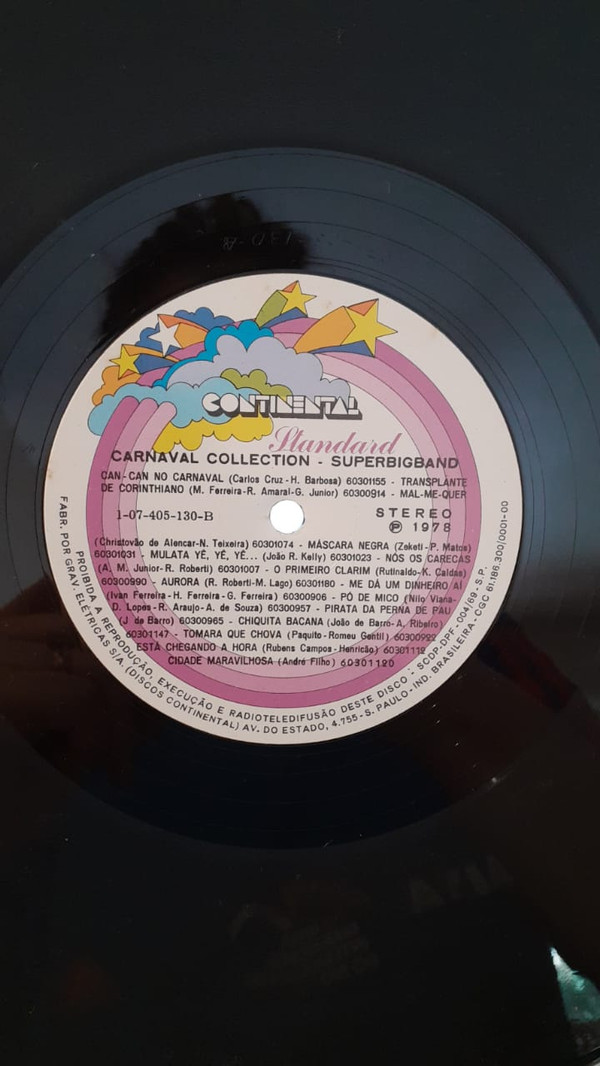 CONTINENTAL
Standard
CARNAVAL COLLECTION - SUPERBIGBAND
CAN-CAN NO CARNAVAL (Carlos Cruz - H. Barbosa) 60301155 - TRANSPLANTE
DE CORINTHIANO (M. Ferreira-R. Amaral-G. Junior) 60300914 - MAL-ME-QUER
1-07-405-130-B
STEREO
Ⓟ 1978
(Christovão de Alencar-N. Teixeira) 60301074 - MÁSCARA NEGRA (Zeketi-P. Matos)
60301031 - MULATA YÊ, YÊ, YÊ... (João R. Kelly) 60301023 - NÓS OS CARECAS
(A. M. Junior-R. Roberti) 60301007 - O PRIMEIRO CLARIM (Rutinaldo-K. Caldas)
60300990 - AURORA (R. Roberti-M. Lago) 60301180 - ME DÁ UM DINHEIRO AÍ
(Ivan Ferreira-H. Ferreira-G. Ferreira) 60300906 - PÓ DE MICO (Nilo Viana-
D. Lopes-R. Araujo-A. de Souza) 60300957 - PIRATA DA PERNA DE PAU
(J. de Barro) 60300965 - CHIQUITA BACANA (João de Barro-A. Ribeiro)
60301147 - TOMARA QUE CHOVA (Paquito-Romeu Gentil) 60300922
ESTÁ CHEGANDO A HORA (Rubens Campos-Henricão) 60301112
CIDADE MARAVILHOSA (André Filho) 60301120
PROIBIDA A REPRODUÇÃO, EXECUÇÃO E RADIOTELEDIFUSÃO DESTE DISCO - SCDP-DPF-004/69-S.P.
FABR. POR GRAV. ELÉTRICAS S/A. (DISCOS CONTINENTAL) AV. DO ESTADO, 4.755-S. PAULO-IND. BRASILEIRA-CGC 61.186.300/0001-00